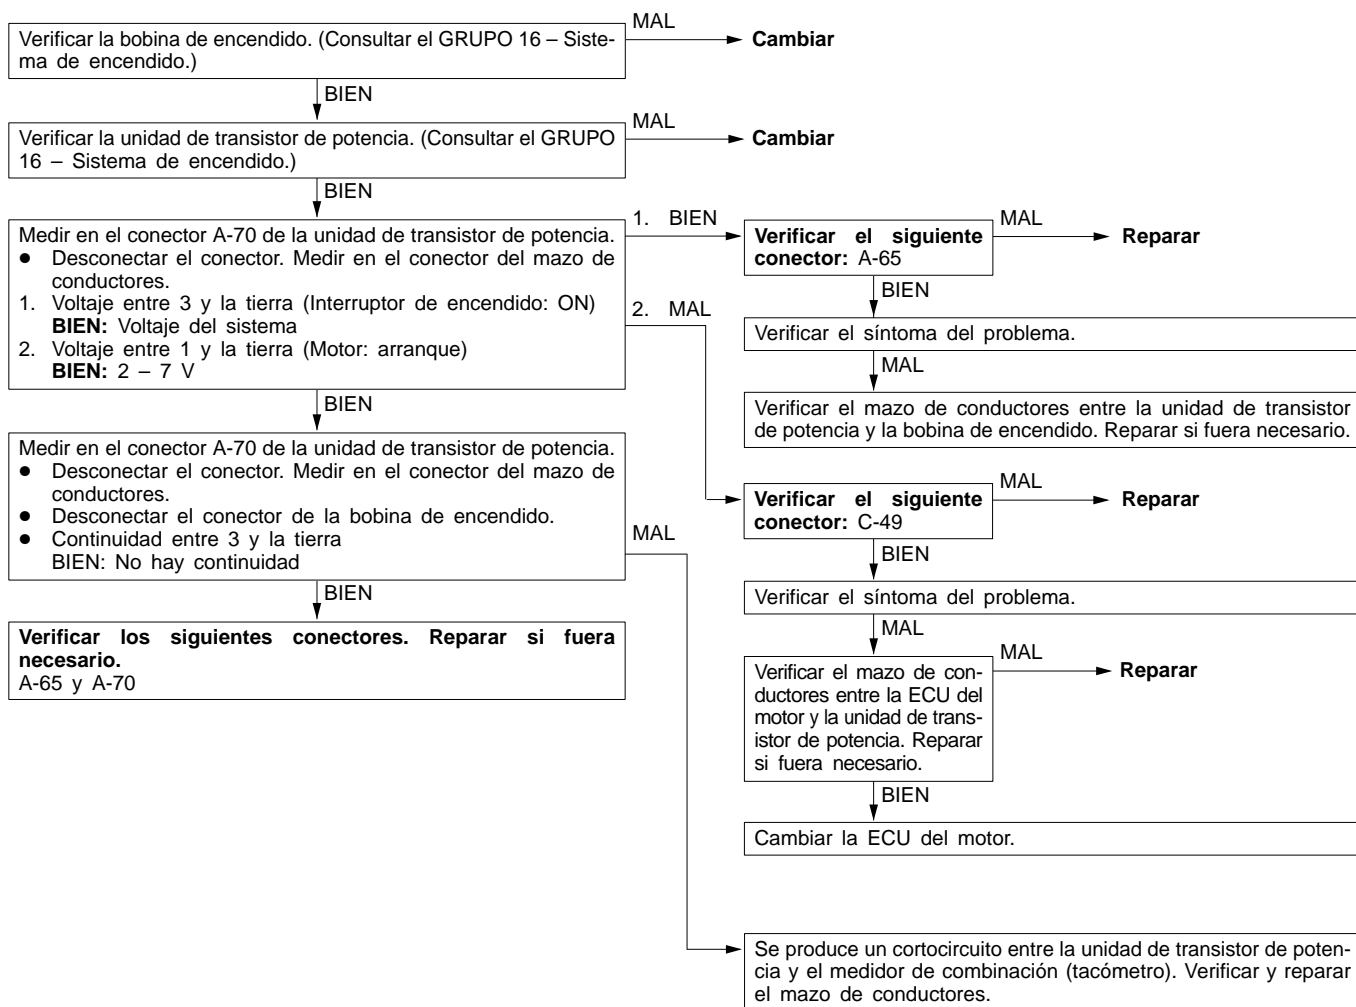 Verificar la bobina de encendido. (Consultar el GRUPO 16 – Siste-
ma de encendido.)
MAL
Cambiar
BIEN
Verificar la unidad de transistor de potencia. (Consultar el GRUPO
16 – Sistema de encendido.)
MAL
Cambiar
BIEN
Medir en el conector A-70 de la unidad de transistor de potencia.
● Desconectar el conector. Medir en el conector del mazo de
conductores.
1. Voltaje entre 3 y la tierra (Interruptor de encendido: ON)
BIEN: Voltaje del sistema
2. Voltaje entre 1 y la tierra (Motor: arranque)
BIEN: 2 – 7 V
1. BIEN
2. MAL
BIEN
Medir en el conector A-70 de la unidad de transistor de potencia.
● Desconectar el conector. Medir en el conector del mazo de
conductores.
● Desconectar el conector de la bobina de encendido.
● Continuidad entre 3 y la tierra
BIEN: No hay continuidad
MAL
BIEN
Verificar los siguientes conectores. Reparar si fuera
necesario.
A-65 y A-70
Verificar el siguiente
conector: A-65
MAL
Reparar
BIEN
Verificar el síntoma del problema.
MAL
Verificar el mazo de conductores entre la unidad de transistor
de potencia y la bobina de encendido. Reparar si fuera necesario.
Verificar el siguiente
conector: C-49
MAL
Reparar
BIEN
Verificar el síntoma del problema.
MAL
Verificar el mazo de con-
ductores entre la ECU del
motor y la unidad de trans-
istor de potencia. Reparar
si fuera necesario.
MAL
Reparar
BIEN
Cambiar la ECU del motor.
Se produce un cortocircuito entre la unidad de transistor de poten-
cia y el medidor de combinación (tacómetro). Verificar y reparar
el mazo de conductores.